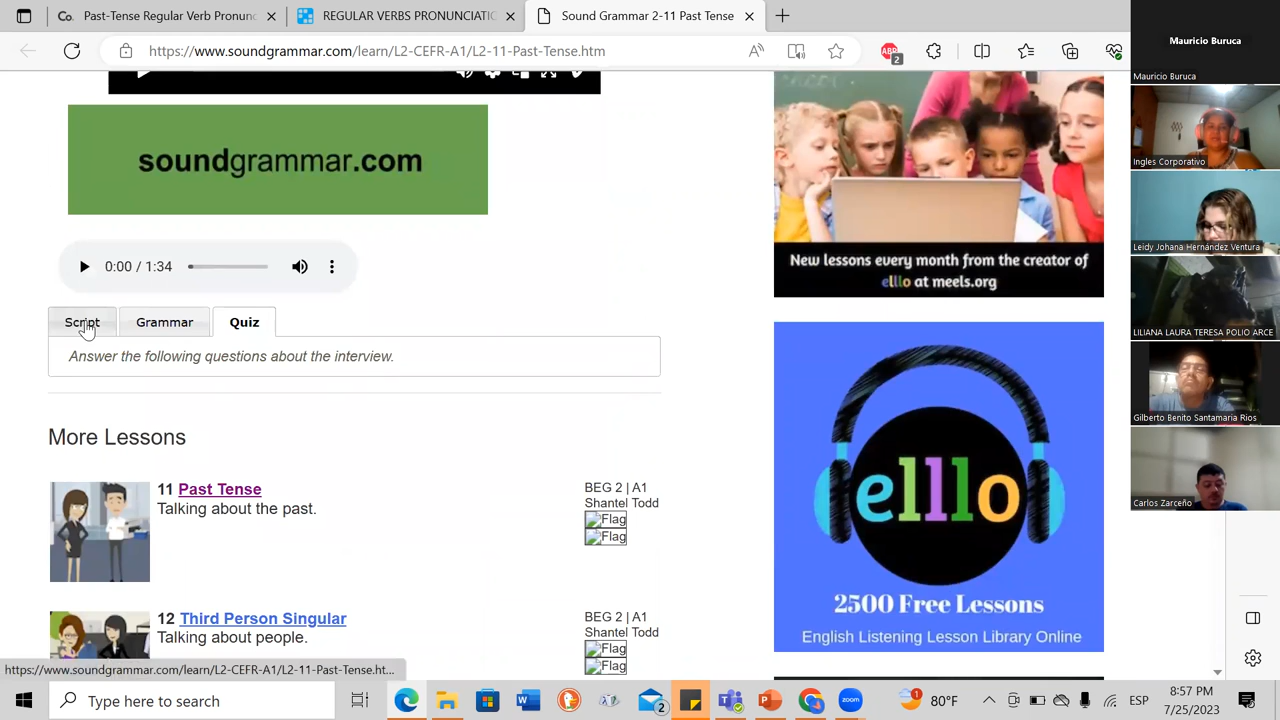 Past-Tense Regular Verb Pronunc
REGULAR VERBS PRONUNCIATIO
Sound Grammar 2-11 Past Tense
https://www.soundgrammar.com/learn/L2-CEFR-A1/L2-11-Past-Tense.htm
ABP
2
soundgrammar.com
0:00 / 1:34
Script
Grammar
Quiz
Answer the following questions about the interview.
More Lessons
11 Past Tense
Talking about the past.
BEG 2 | A1
Shantel Todd
Flag
Flag
12 Third Person Singular
Talking about people.
BEG 2 | A1
Shantel Todd
Flag
Flag
https://www.soundgrammar.com/learn/L2-CEFR-A1/L2-11-Past-Tense.ht...
New lessons every month from the creator of
elllo at meels.org
elllo
2500 Free Lessons
English Listening Lesson Library Online
Mauricio Buruca
Mauricio Buruca
Ingles Corporativo
Leidy Johana Hernández Ventura
LILIANA LAURA TERESA POLIO ARCE
Gilberto Benito Santamaria Rios
Carlos Zarceño
Type here to search
2
zoom
1
80°F
ESP
8:57 PM
7/25/2023